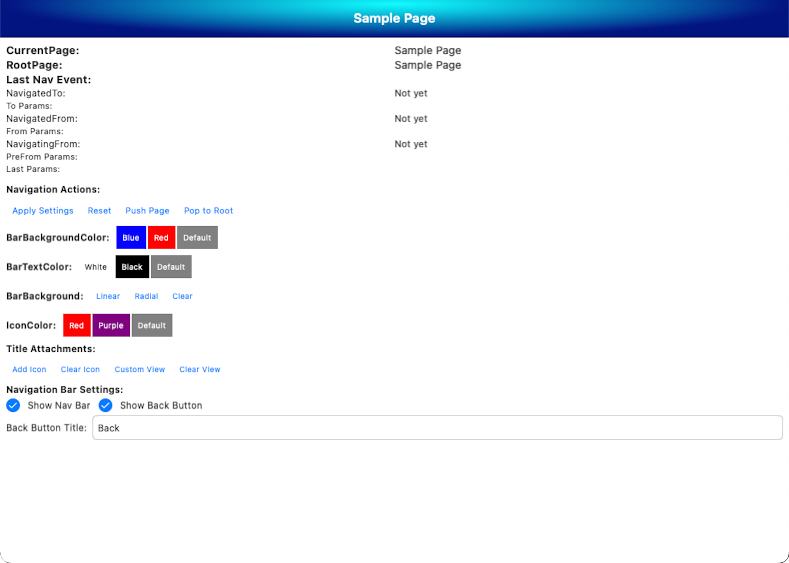 Sample Page
CurrentPage: Sample Page
RootPage: Sample Page
Last Nav Event:
NavigatedTo: Not yet
To Params:
NavigatedFrom: Not yet
From Params:
NavigatingFrom: Not yet
PreFrom Params:
Last Params:
Navigation Actions:
Apply Settings Reset Push Page Pop to Root
BarBackgroundColor: Blue Red Default
BarTextColor: White Black Default
BarBackground: Linear Radial Clear
IconColor: Red Purple Default
Title Attachments:
Add Icon Clear Icon Custom View Clear View
Navigation Bar Settings:
Show Nav Bar Show Back Button
Back Button Title: Back